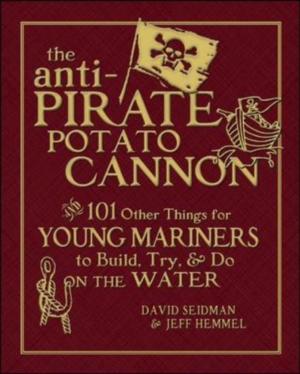 the
anti-
PIRATE
POTATO
CANNON
& 101 Other Things for
YOUNG MARINERS
to Build, Try, & Do
ON THE WATER
DAVID SEIDMAN
& JEFF HEMMEL